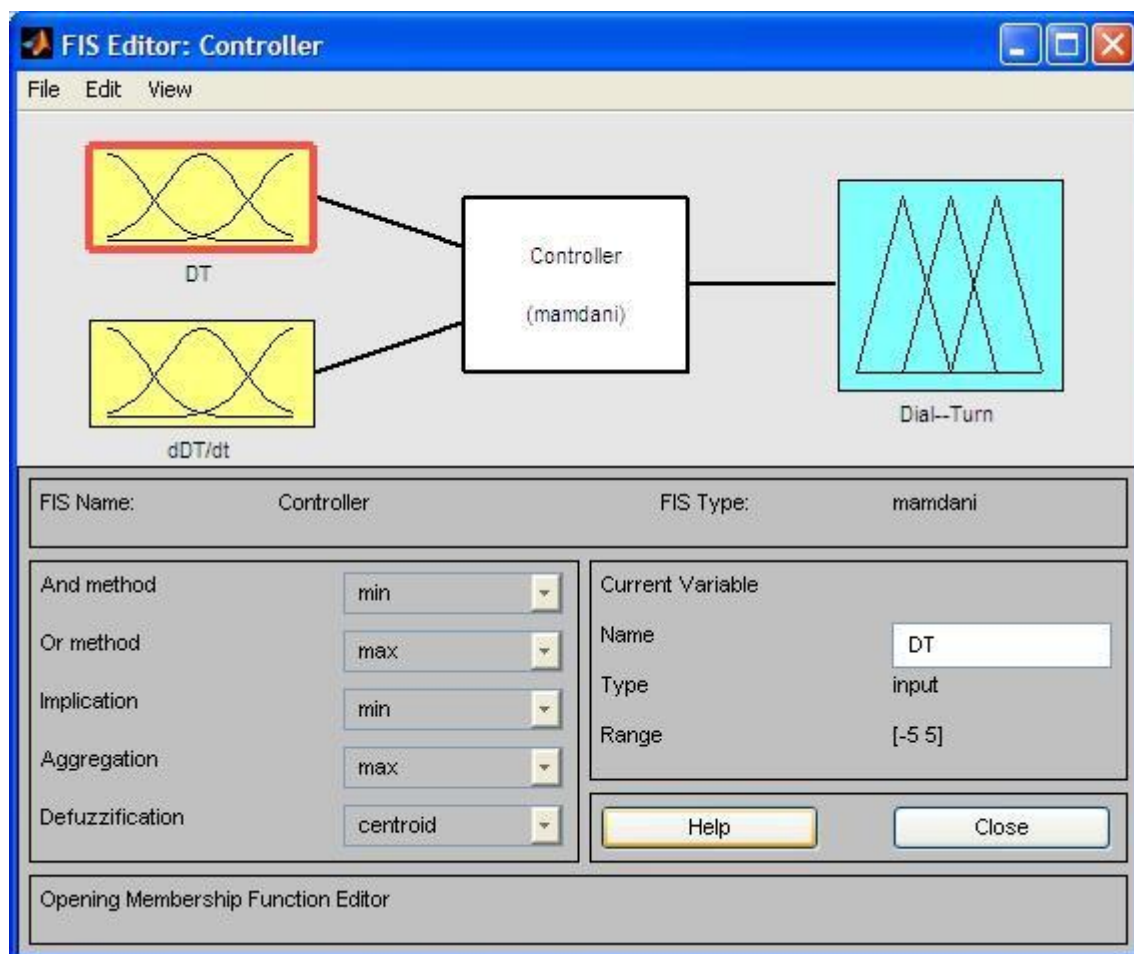 FIS Editor: Controller
File Edit View
DT
dDT/dt
Controller
(mamdani)
Dial--Turn
FIS Name: Controller FIS Type: mamdani
And method min
Or method max
Implication min
Aggregation max
Defuzzification centroid
Current Variable
Name DT
Type input
Range [-5 5]
Help Close
Opening Membership Function Editor